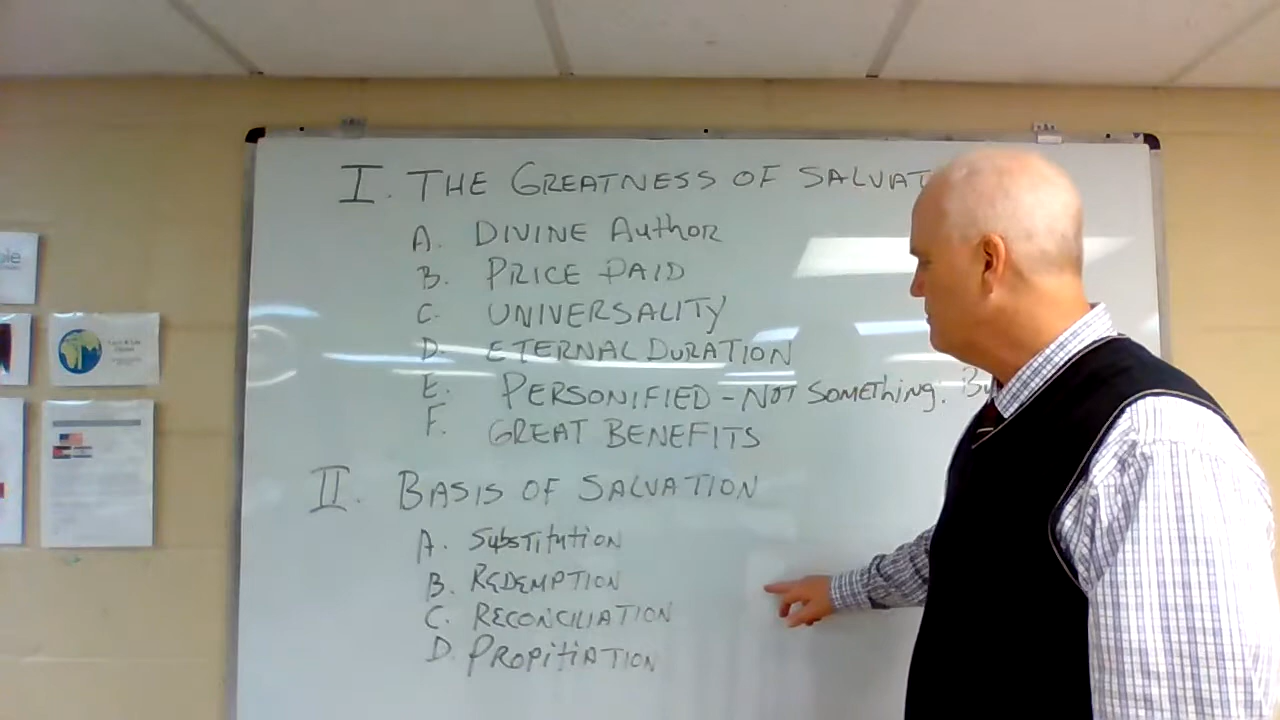 I. THE GREATNESS OF SALVAT
A. DIVINE Author
B. PRICE PAID
C. UNIVERSALITY
D. ETERNAL DURATION
E. PERSONIFIED - NOT SOMEthing. Bu
F. GREAT BENEFITS
II. BASIS OF SALVATION
A. Substitution
B. REDEMPTION
C. RECONCILIATION
D. PROPitiATION